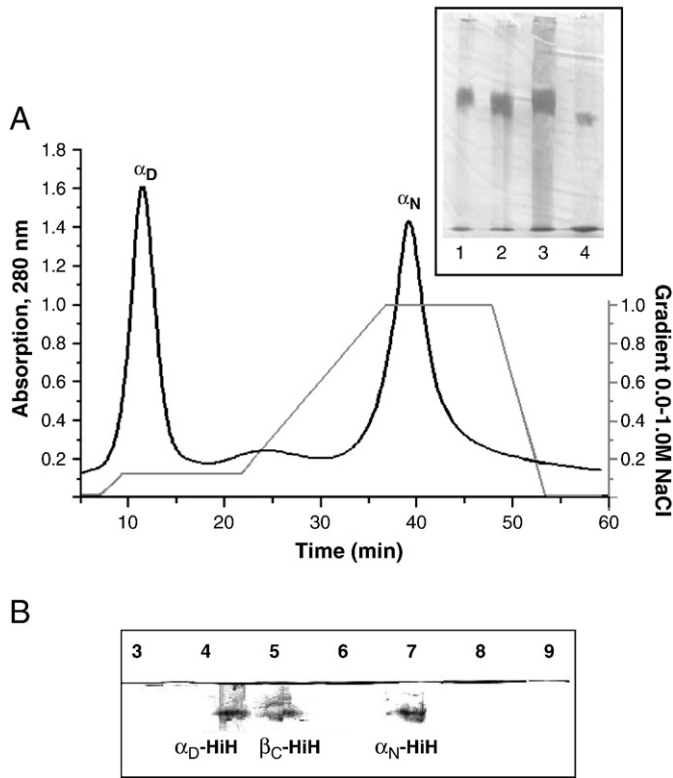 A
αD
αN
1 2 3 4
Absorption, 280 nm
1.8
1.6
1.4
1.2
1.0
0.8
0.6
0.4
0.2
1.0
0.8
0.6
0.4
0.2
Gradient 0.0-1.0M NaCl
10 20 30 40 50 60
Time (min)
B
3 4 5 6 7 8 9
αD-HiH βC-HiH αN-HiH